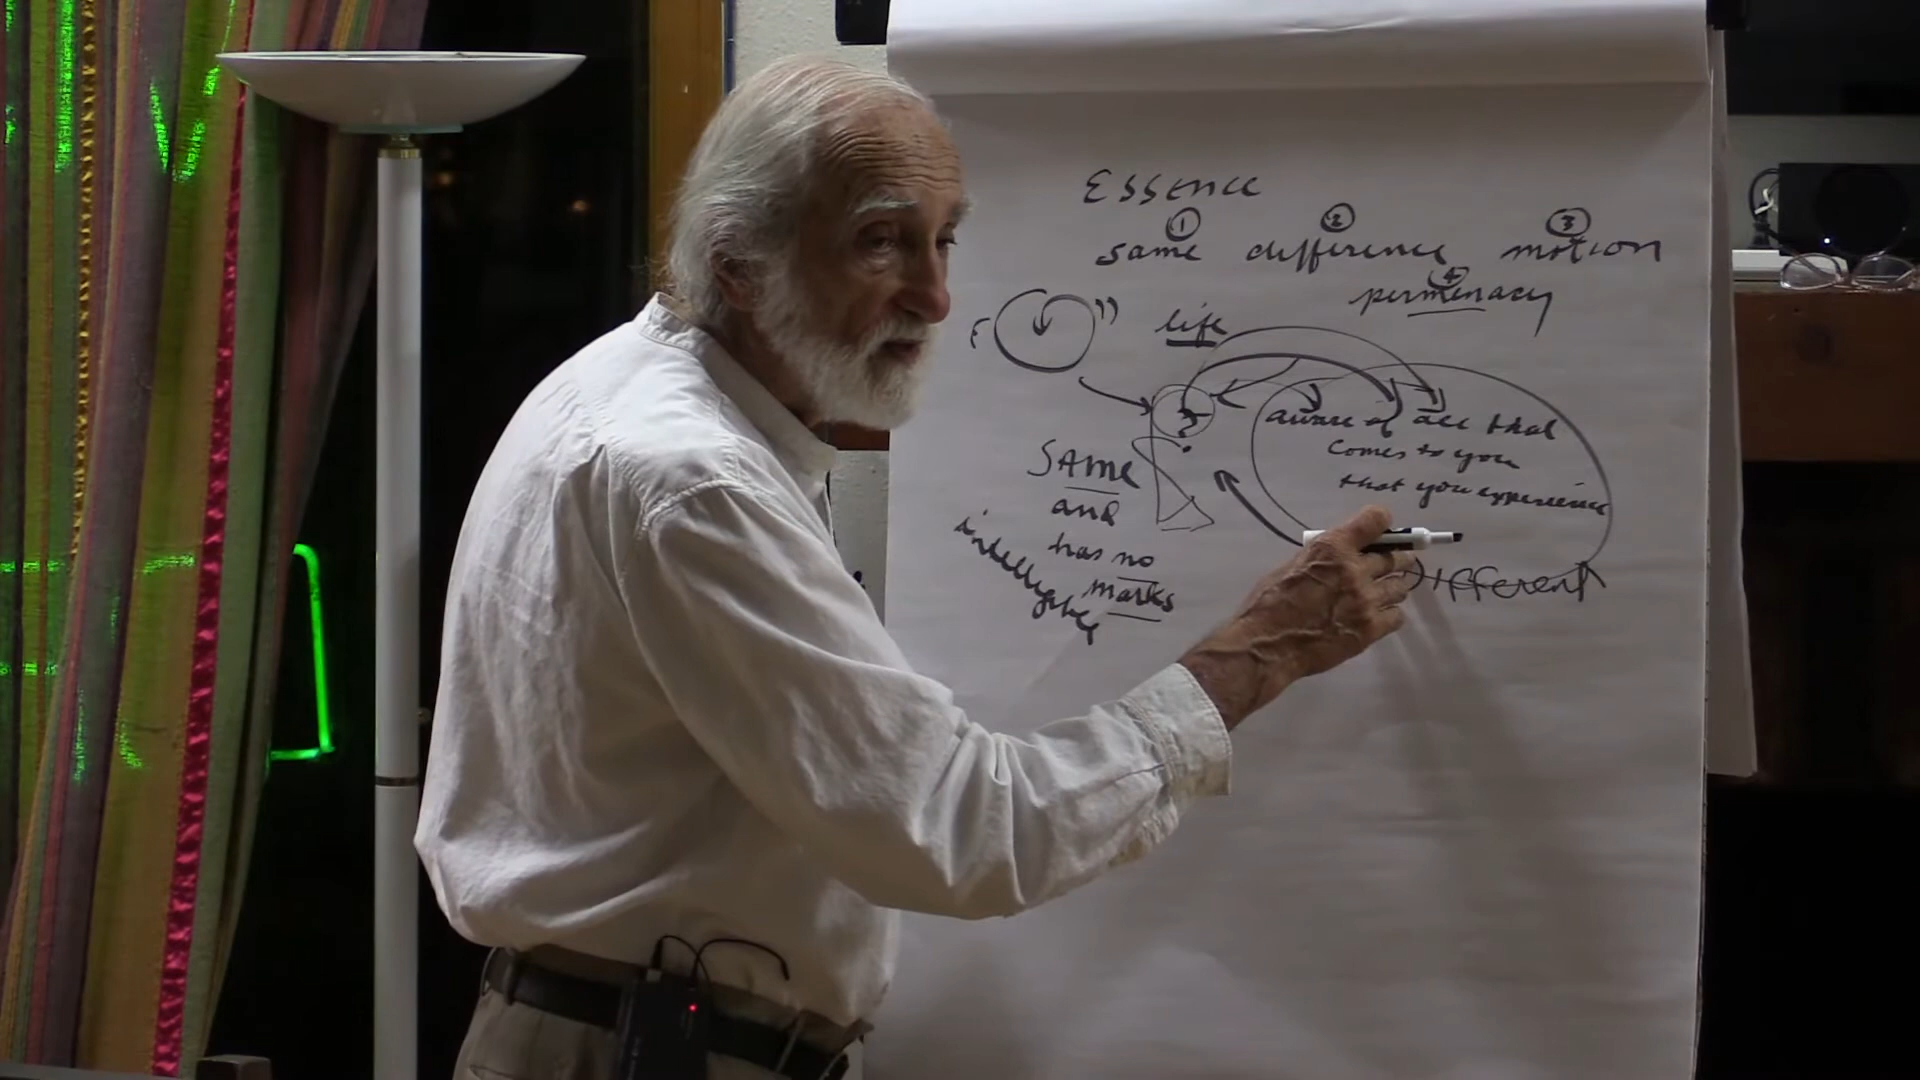 Essence
① ② ③
same difference motion
④
permenacy
life
aware of all that
comes to you
that you experience
SAME
and
has no
marks
Different